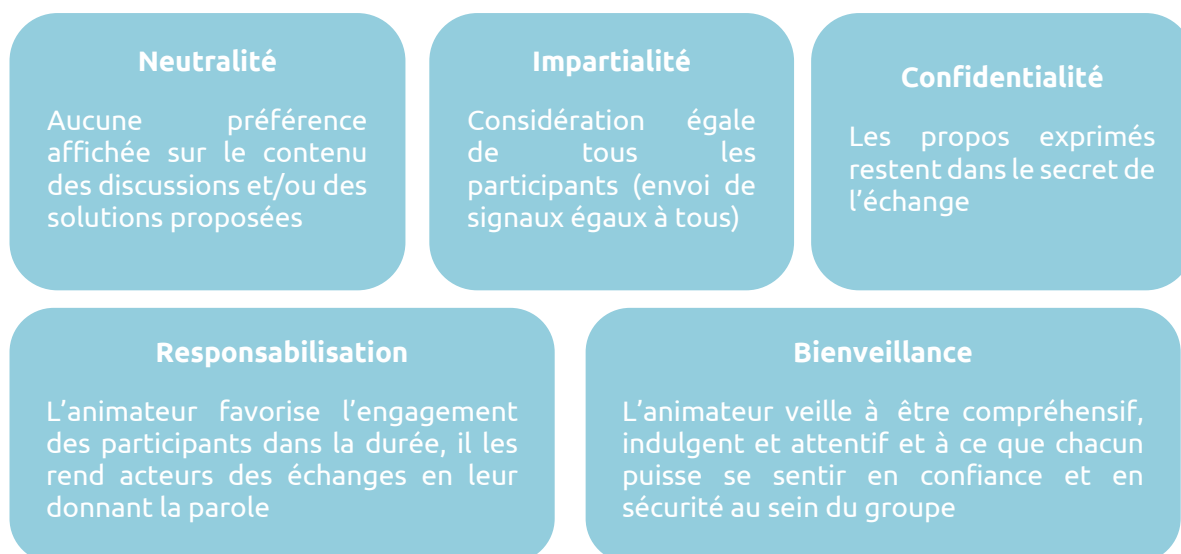 Neutralité
Aucune préférence
affichée sur le contenu
des discussions et/ou des
solutions proposées
Impartialité
Considération égale
de tous les
participants (envoi de
signaux égaux à tous)
Confidentialité
Les propos exprimés
restent dans le secret de
l’échange
Responsabilisation
L’animateur favorise l’engagement
des participants dans la durée, il les
rend acteurs des échanges en leur
donnant la parole
Bienveillance
L’animateur veille à être compréhensif,
indulgent et attentif et à ce que chacun
puisse se sentir en confiance et en
sécurité au sein du groupe